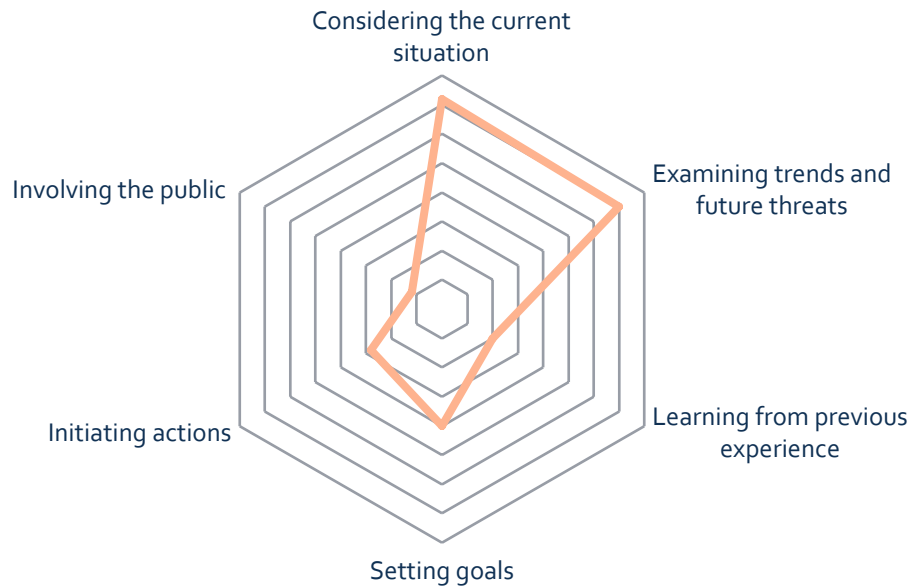 Considering the current
situation
Involving the public
Examining trends and
future threats
Initiating actions
Learning from previous
experience
Setting goals